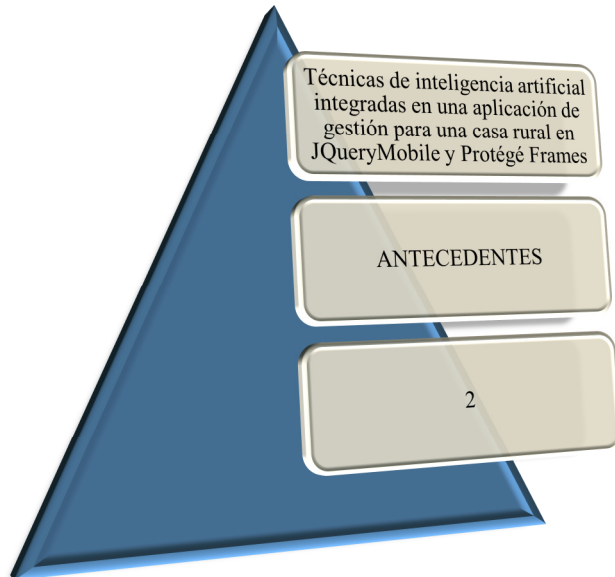 Técnicas de inteligencia artificial
integradas en una aplicación de
gestión para una casa rural en
JQueryMobile y Protégé Frames
ANTECEDENTES
2